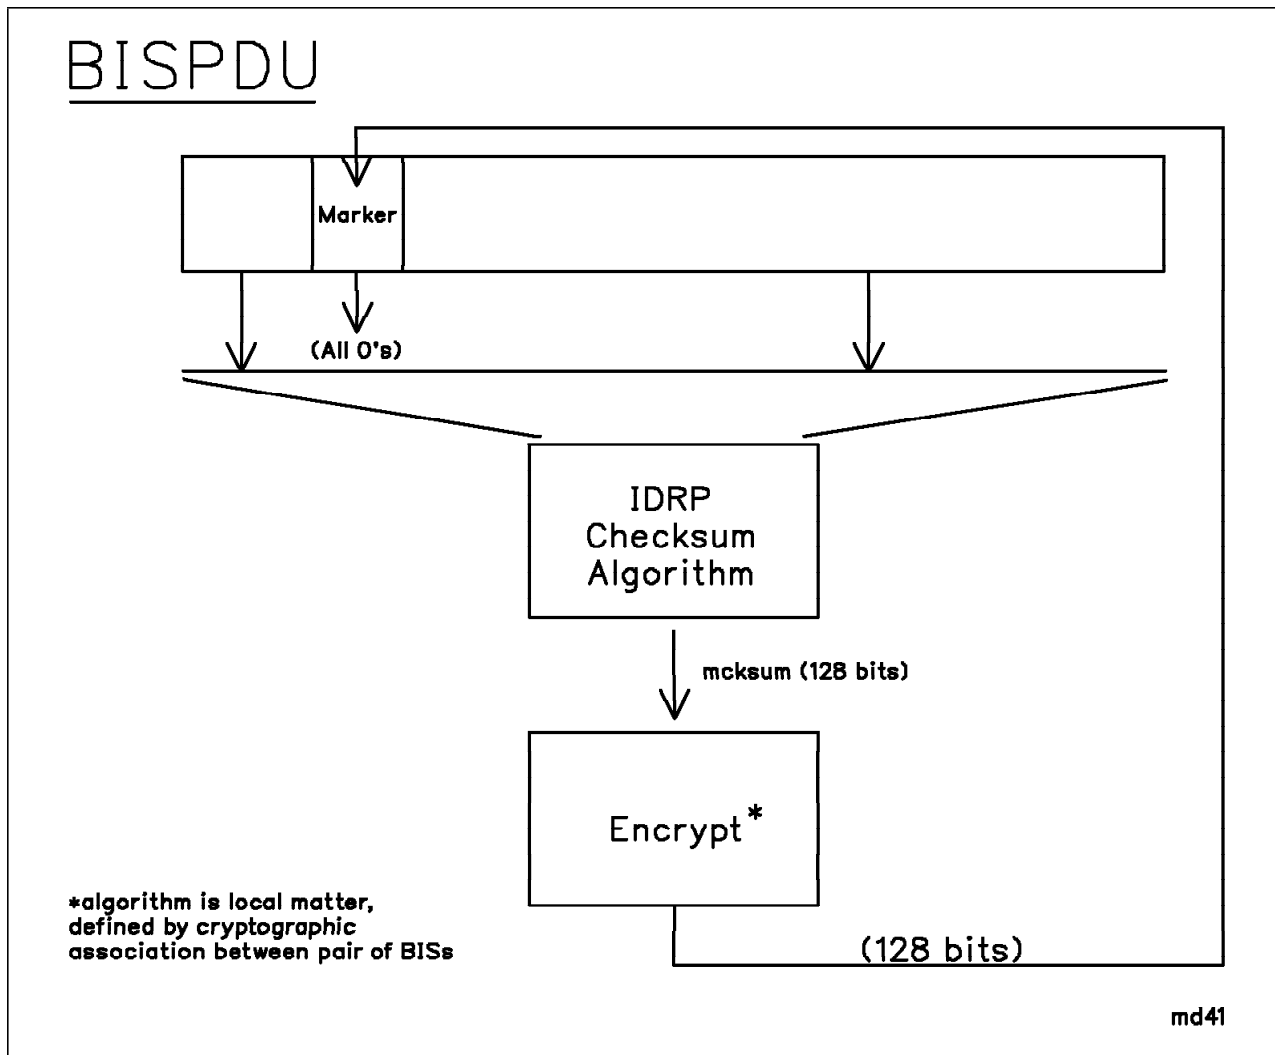 BISPDU
Marker
(All 0's)
IDRP
Checksum
Algorithm
mcksum (128 bits)
Encrypt*
*algorithm is local matter,
defined by cryptographic
association between pair of BISs
(128 bits)
md41